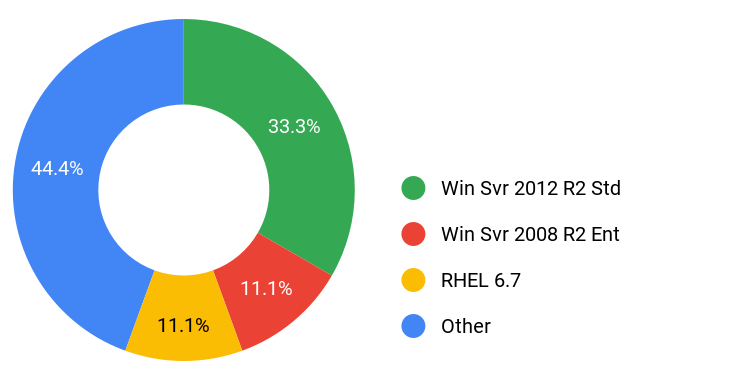 33.3%
44.4%
11.1%
11.1%
Win Svr 2012 R2 Std
Win Svr 2008 R2 Ent
RHEL 6.7
Other